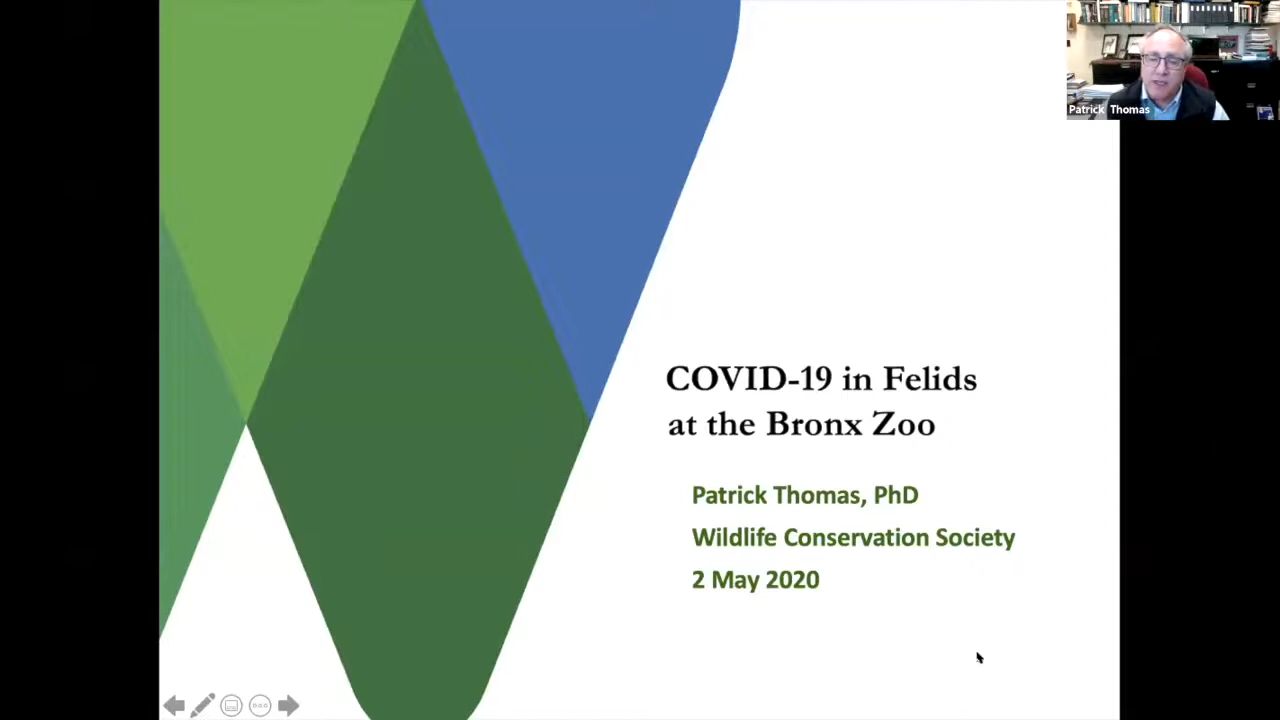 Patrick Thomas
COVID-19 in Felids
at the Bronx Zoo
Patrick Thomas, PhD
Wildlife Conservation Society
2 May 2020